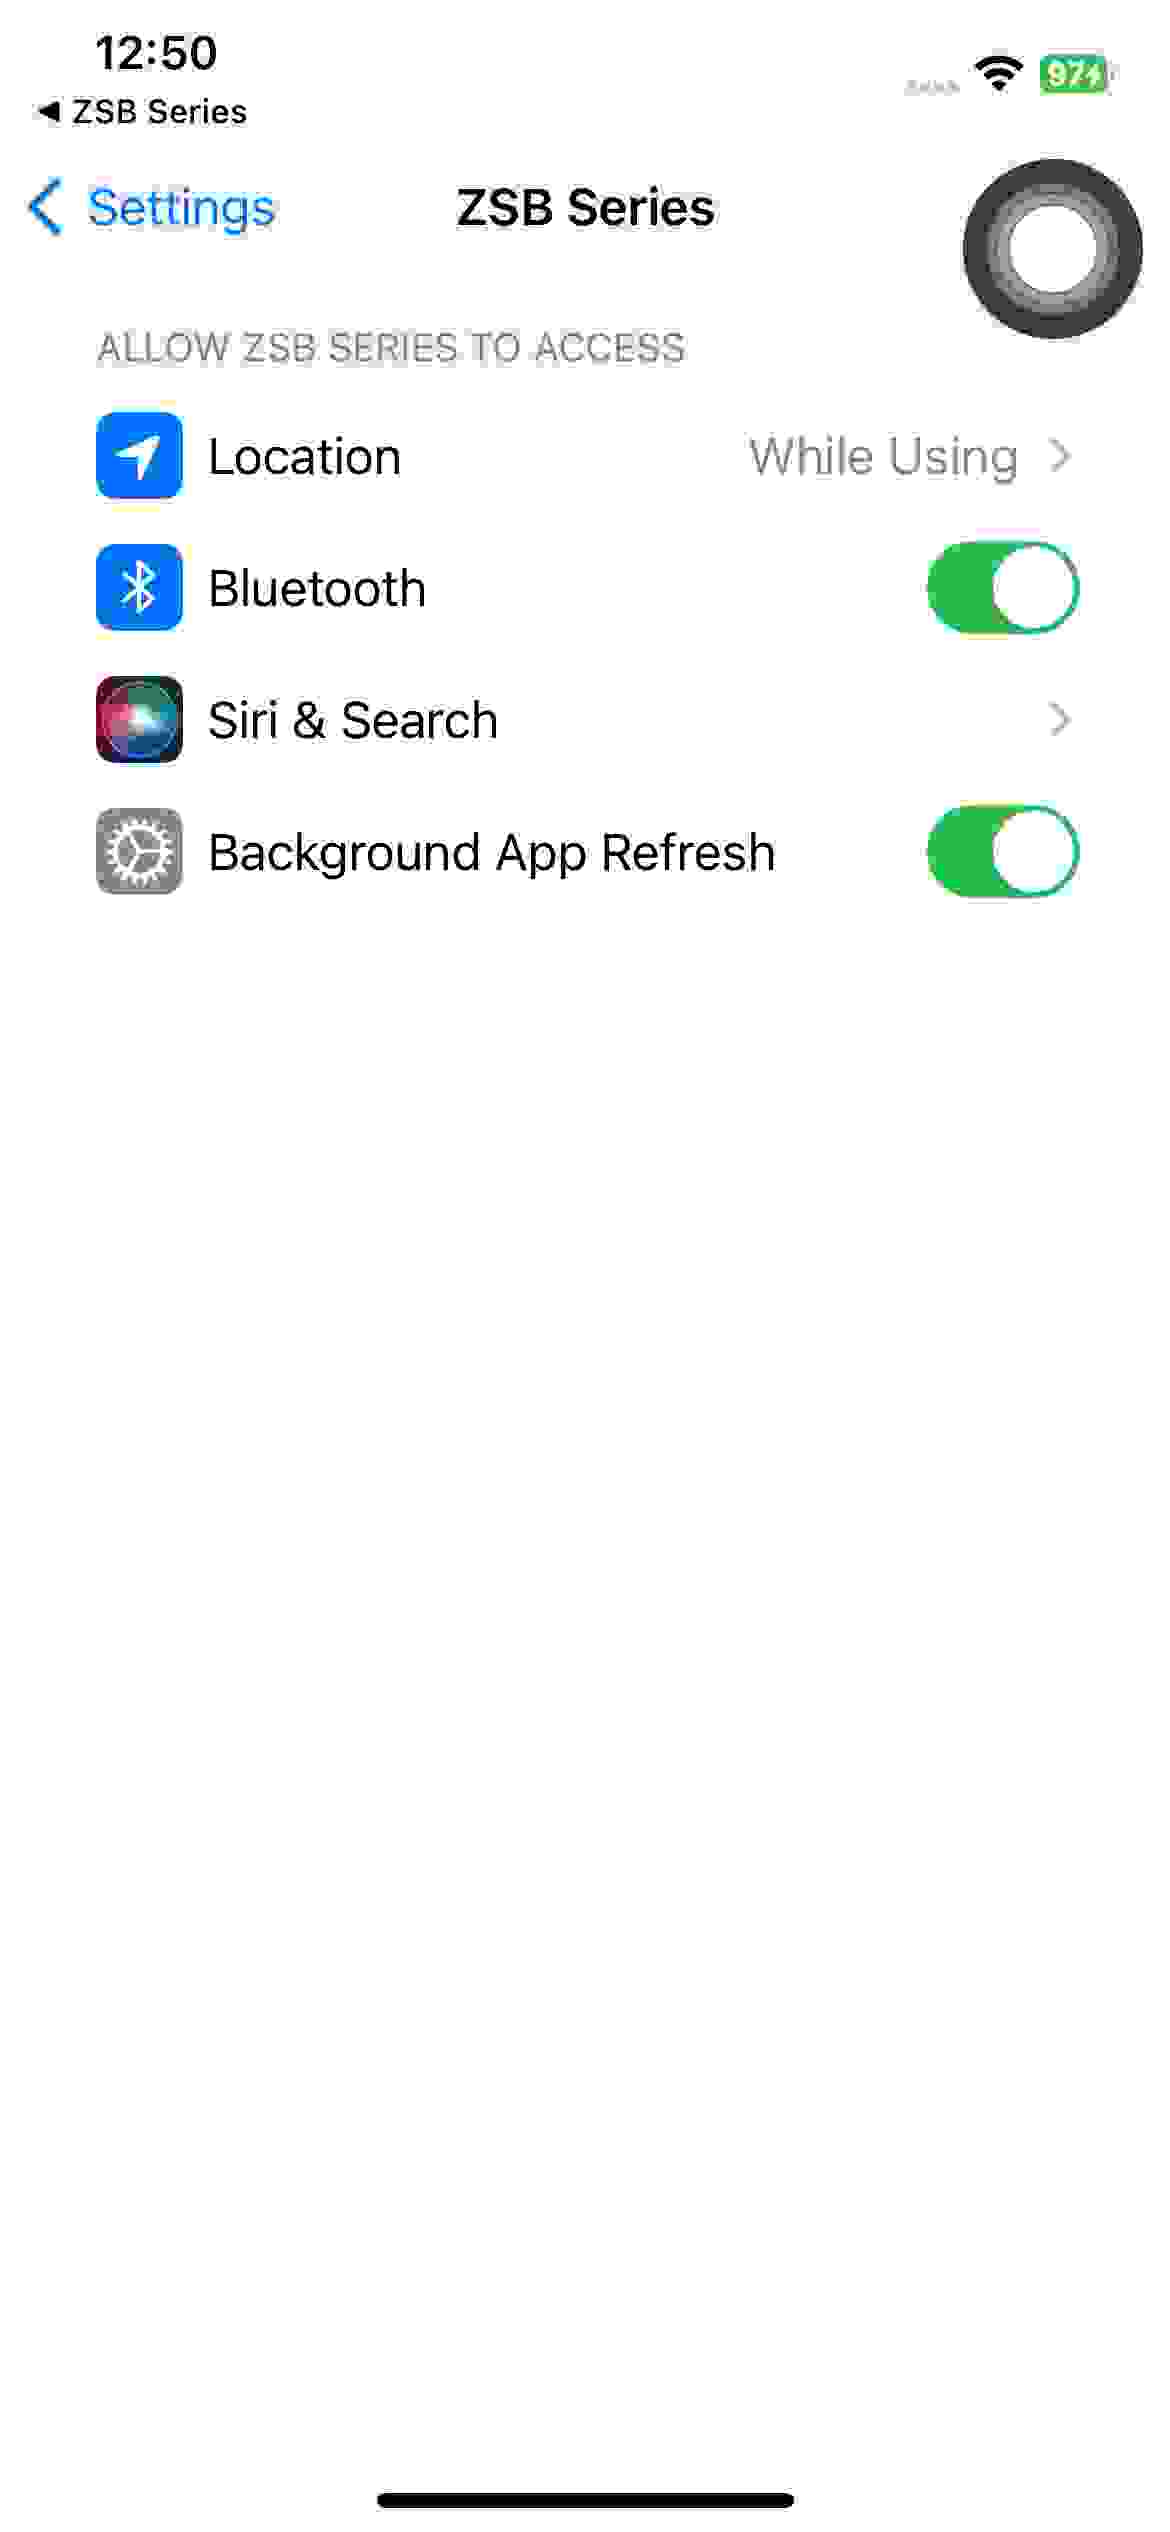 12:50
97
◀ ZSB Series
Settings
ZSB Series
ALLOW ZSB SERIES TO ACCESS
Location
While Using
Bluetooth
Siri & Search
Background App Refresh